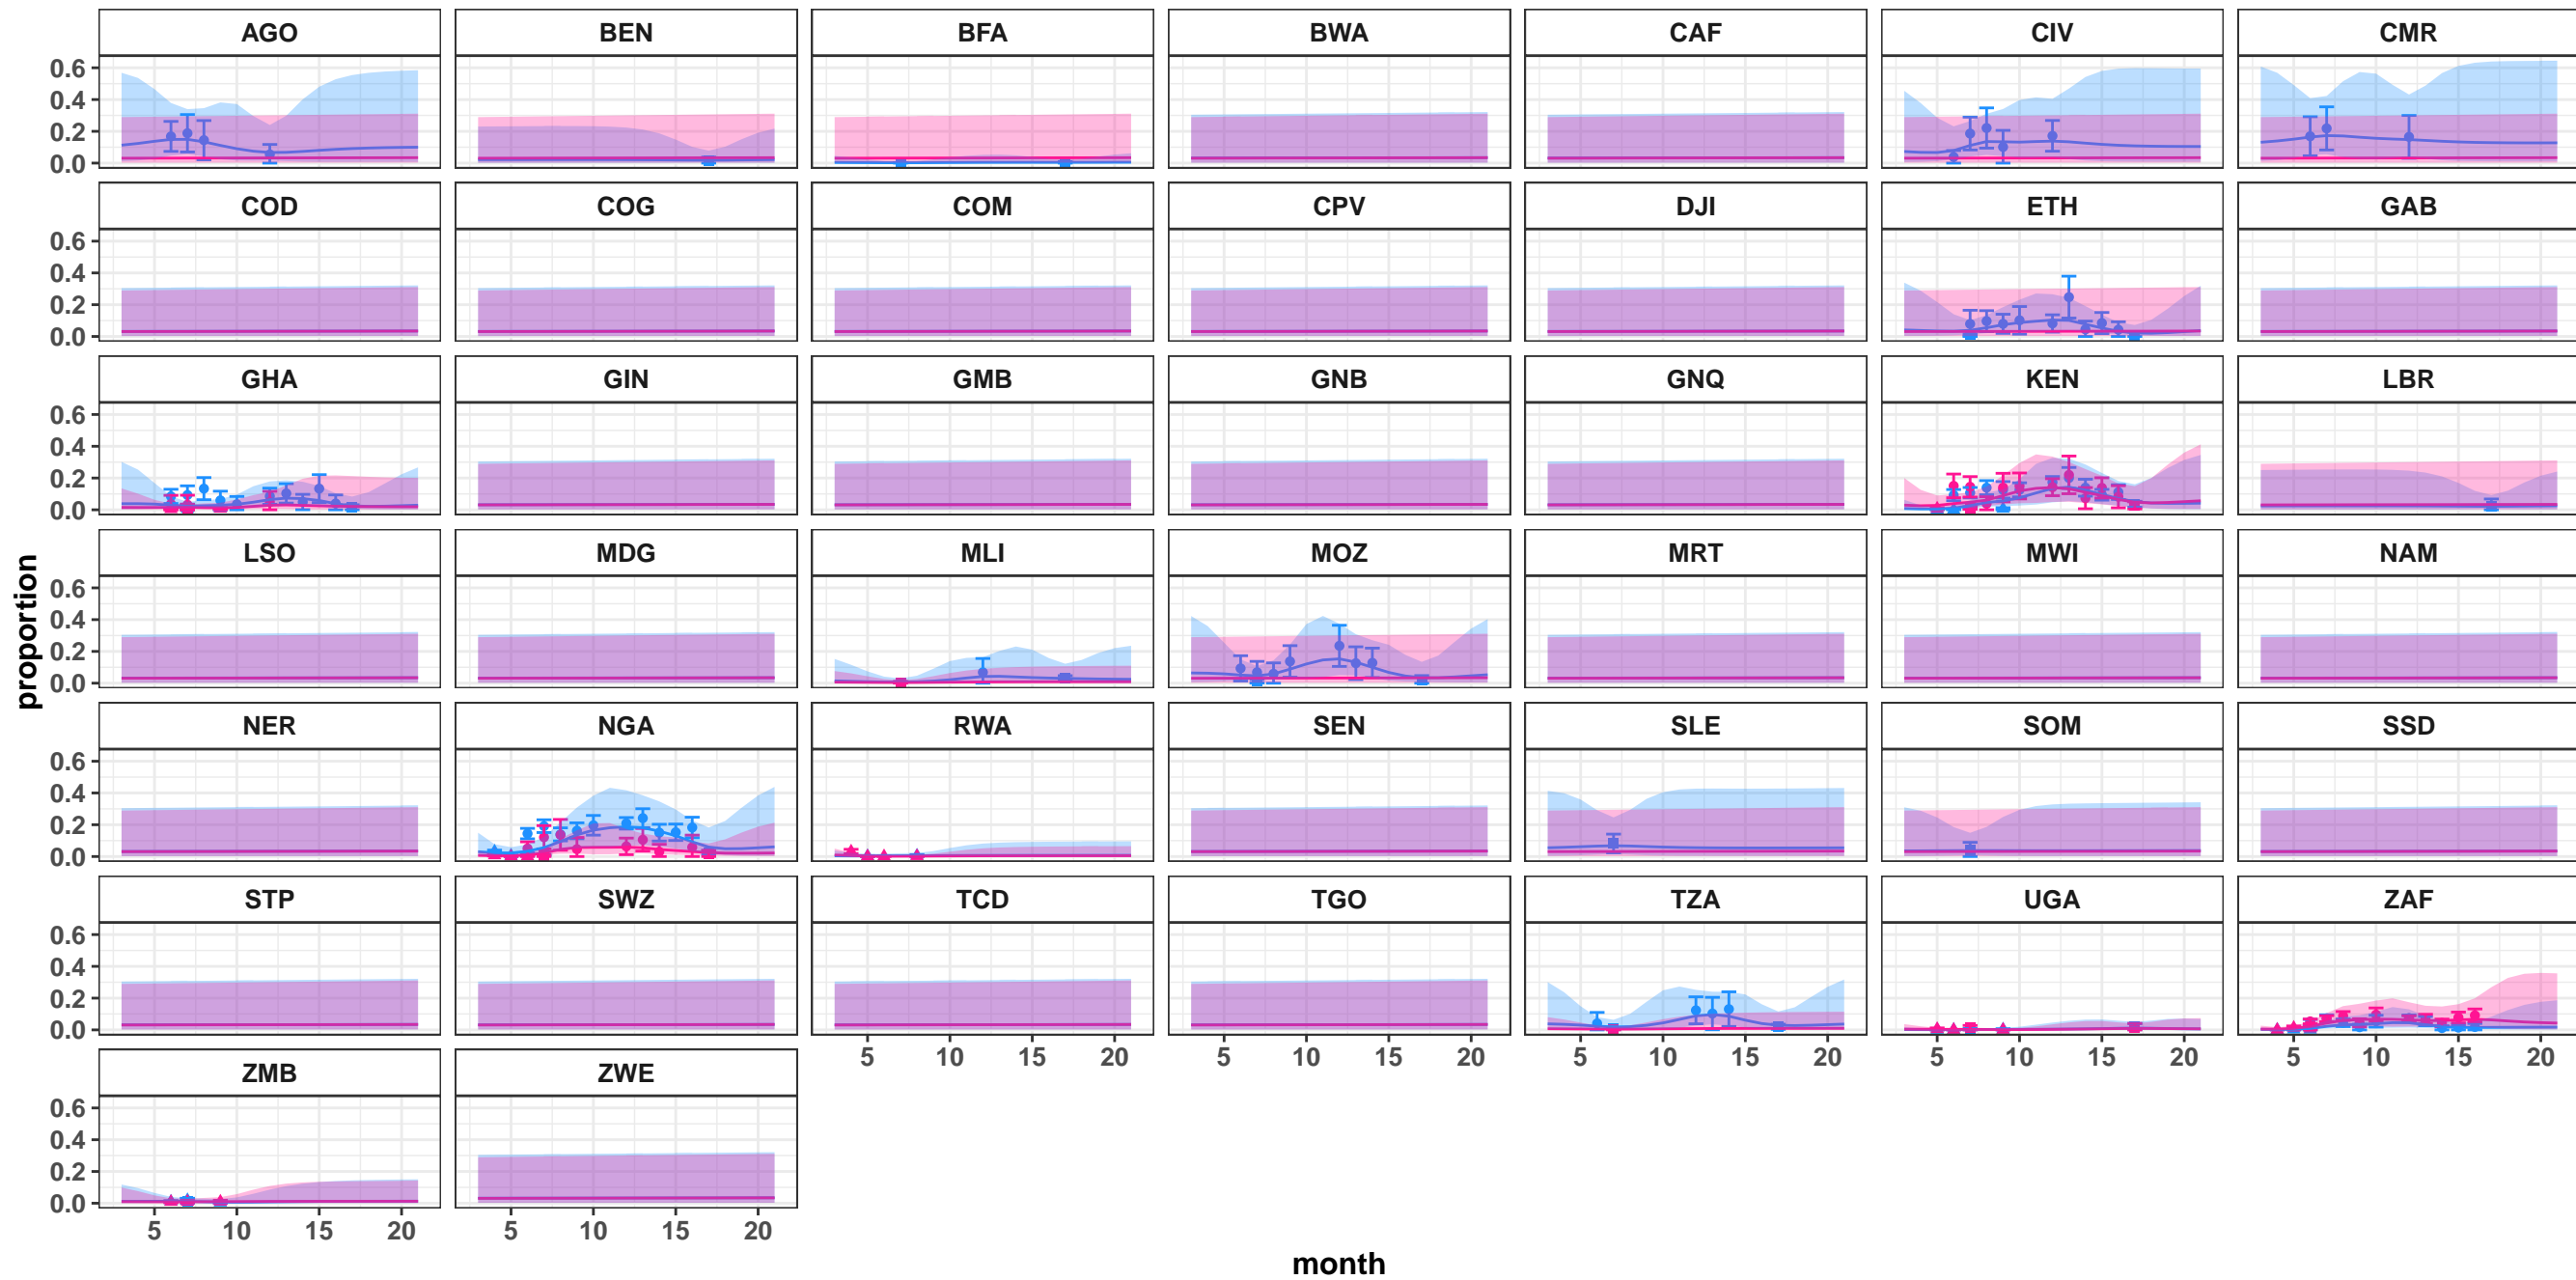 AGO BEN BFA BWA CAF CIV CMR
0.6
0.4
0.2
0.0
COD COG COM CPV DJI ETH GAB
0.6
0.4
0.2
0.0
GHA GIN GMB GNB GNQ KEN LBR
0.6
0.4
0.2
0.0
LSO MDG MLI MOZ MRT MWI NAM
0.6
0.4
0.2
0.0
proportion
NER NGA RWA SEN SLE SOM SSD
0.6
0.4
0.2
0.0
STP SWZ TCD TGO TZA UGA ZAF
0.6
0.4
0.2
0.0
5 10 15 20 5 10 15 20 5 10 15 20 5 10 15 20 5 10 15 20
ZMB ZWE
0.6
0.4
0.2
0.0
5 10 15 20 5 10 15 20
month